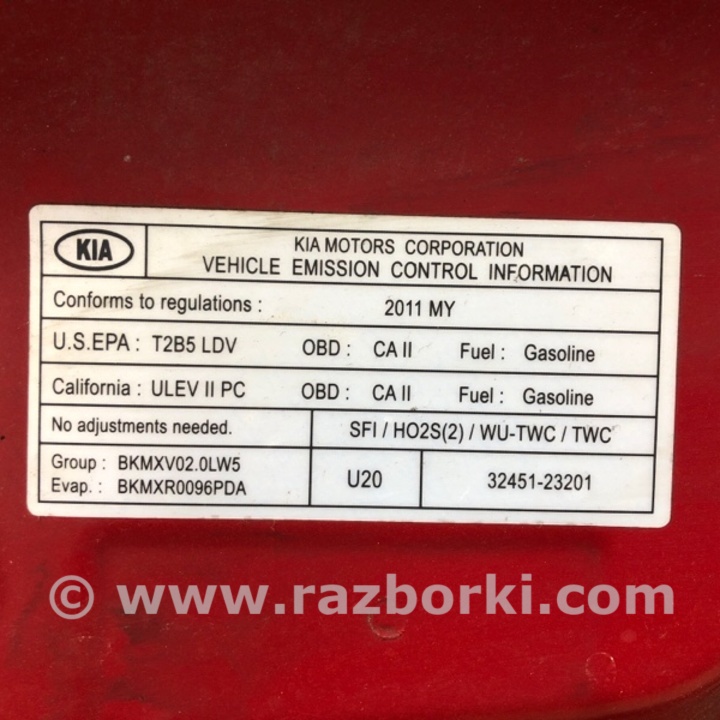 KIA
KIA MOTORS CORPORATION
VEHICLE EMISSION CONTROL INFORMATION
Conforms to regulations : 2011 MY
U.S.EPA : T2B5 LDV OBD : CA II Fuel : Gasoline
California : ULEV II PC OBD : CA II Fuel : Gasoline
No adjustments needed. SFI / HO2S(2) / WU-TWC / TWC
Group : BKMXV02.0LW5
Evap. : BKMXR0096PDA
U20 32451-23201
© www.razborki.com